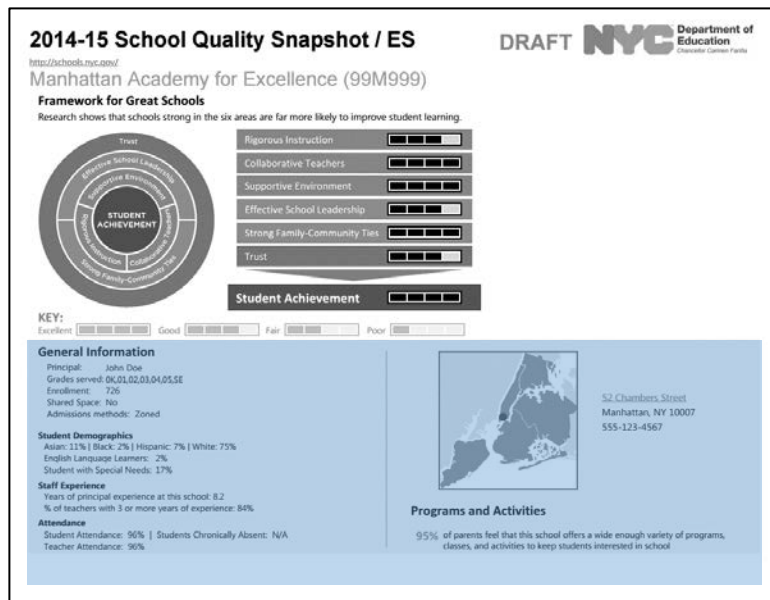 2014-15 School Quality Snapshot / ES
DRAFT NYC Department of
Education
Chancellor Carmen Fariña
http://schools.nyc.gov/
Manhattan Academy for Excellence (99M999)
Framework for Great Schools
Research shows that schools strong in the six areas are far more likely to improve student learning.
Trust
Effective School Leadership
Supportive Environment
STUDENT
ACHIEVEMENT
Rigorous Instruction
Collaborative Teachers
Strong Family-Community Ties
Rigorous Instruction
Collaborative Teachers
Supportive Environment
Effective School Leadership
Strong Family-Community Ties
Trust
Student Achievement
KEY:
Excellent Good Fair Poor
General Information
Principal: John Doe
Grades served: 0K,01,02,03,04,05,SE
Enrollment: 726
Shared Space: No
Admissions methods: Zoned
Student Demographics
Asian: 11% | Black: 2% | Hispanic: 7% | White: 75%
English Language Learners: 2%
Student with Special Needs: 17%
Staff Experience
Years of principal experience at this school: 8.2
% of teachers with 3 or more years of experience: 84%
Attendance
Student Attendance: 96% | Students Chronically Absent: N/A
Teacher Attendance: 96%
52 Chambers Street
Manhattan, NY 10007
555-123-4567
Programs and Activities
95% of parents feel that this school offers a wide enough variety of programs,
classes, and activities to keep students interested in school